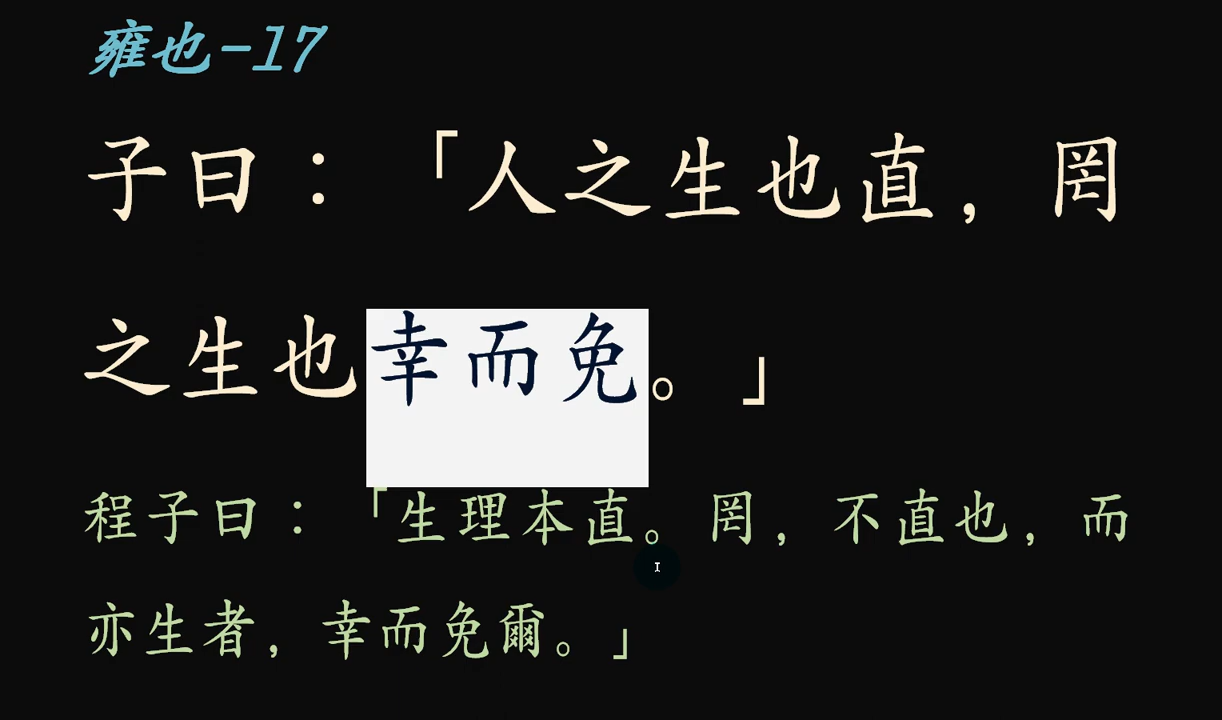 雍也-17
子曰：「人之生也直，罔
之生也幸而免。」
程子曰：「生理本直。罔，不直也，而
亦生者，幸而免爾。」